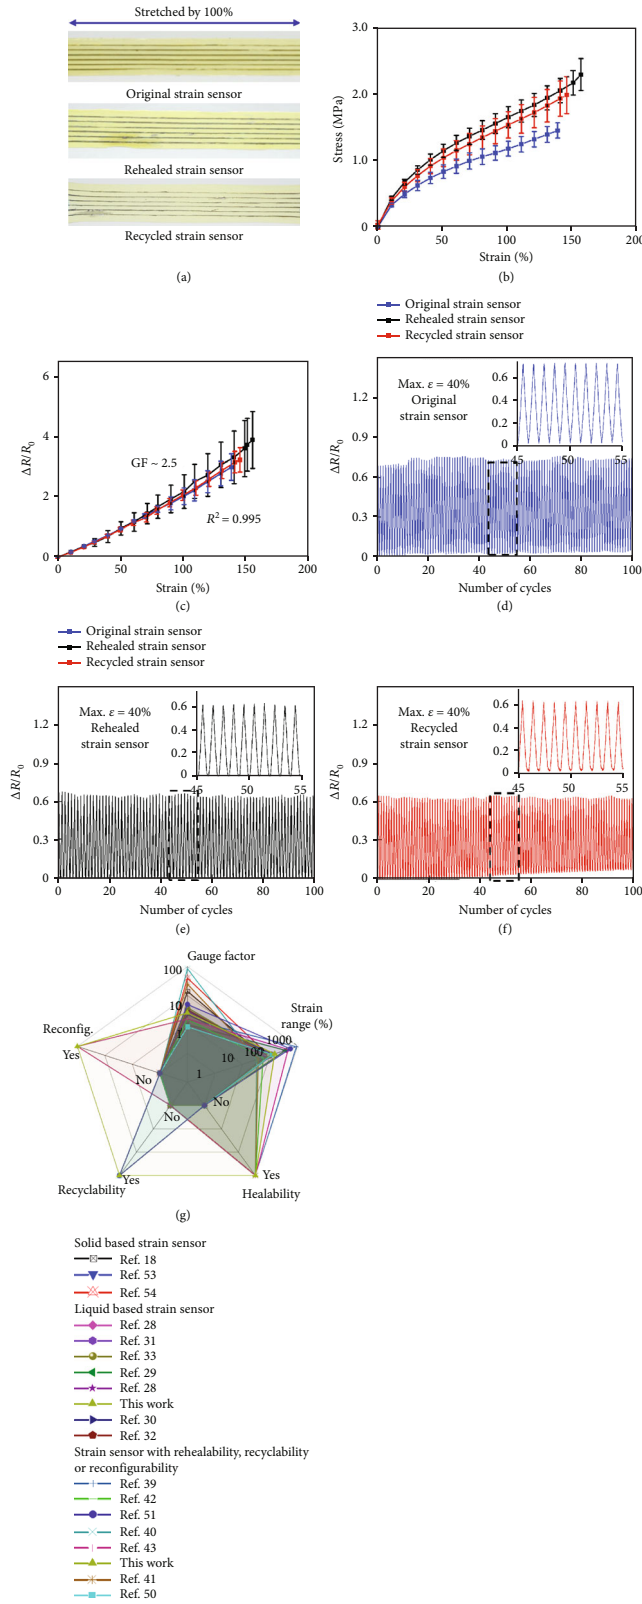 Stretched by 100%
Original strain sensor
Rehealed strain sensor
Recycled strain sensor
(a)
3.0
2.0
1.0
0
Stress (MPa)
0 50 100 150 200
Strain (%)
(b)
Original strain sensor
Rehealed strain sensor
Recycled strain sensor
6
4
2
0
ΔR/R0
GF ~ 2.5
R² = 0.995
0 50 100 150 200
Strain (%)
(c)
Original strain sensor
Rehealed strain sensor
Recycled strain sensor
1.2
0.9
0.6
0.3
0
ΔR/R0
Max. ε = 40%
Original
strain sensor
0.6
0.4
0.2
0
45 50 55
0 20 40 60 80 100
Number of cycles
(d)
1.2
0.9
0.6
0.3
0
ΔR/R0
Max. ε = 40%
Rehealed
strain sensor
0.6
0.4
0.2
0
45 50 55
0 20 40 60 80 100
Number of cycles
(e)
1.2
0.9
0.6
0.3
0
ΔR/R0
Max. ε = 40%
Recycled
strain sensor
0.6
0.4
0.2
0
45 50 55
0 20 40 60 80 100
Number of cycles
(f)
Gauge factor
100
10
1
Strain
range (%)
1000
100
10
1
Reconfig.
Yes
No
No
No
Yes
Recyclability
Yes
Healability
(g)
Solid based strain sensor
Ref. 18
Ref. 53
Ref. 54
Liquid based strain sensor
Ref. 28
Ref. 31
Ref. 33
Ref. 29
Ref. 28
This work
Ref. 30
Ref. 32
Strain sensor with rehealability, recyclability
or reconfigurability
Ref. 39
Ref. 42
Ref. 51
Ref. 40
Ref. 43
This work
Ref. 41
Ref. 50